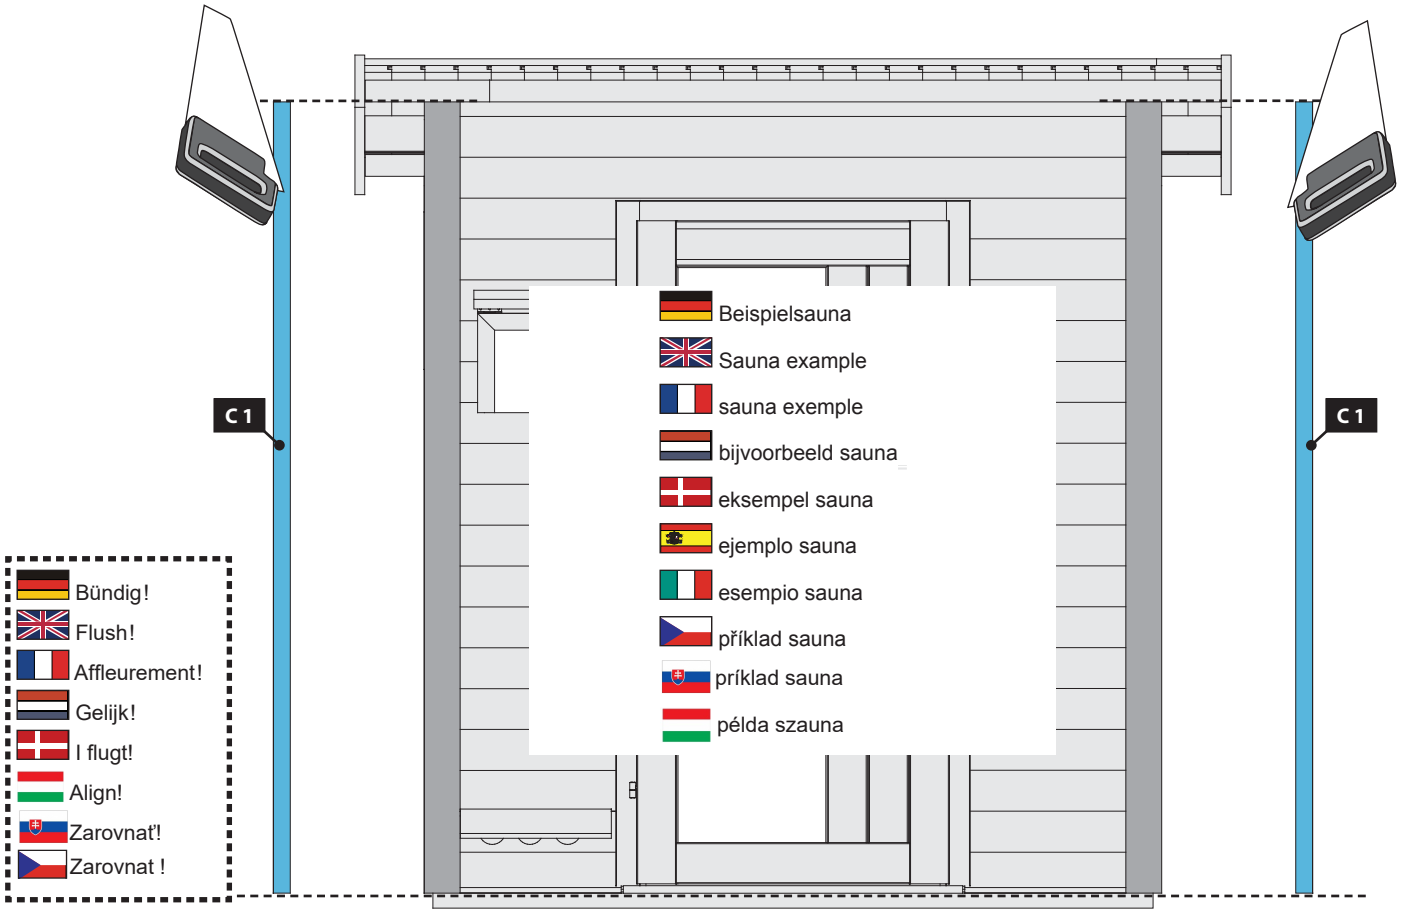 C 1
C 1
Beispielsauna
Sauna example
sauna exemple
bijvoorbeeld sauna
eksempel sauna
ejemplo sauna
esempio sauna
příklad sauna
príklad sauna
példa szauna
Bündig!
Flush!
Affleurement!
Gelijk!
I flugt!
Align!
Zarovnať!
Zarovnat !